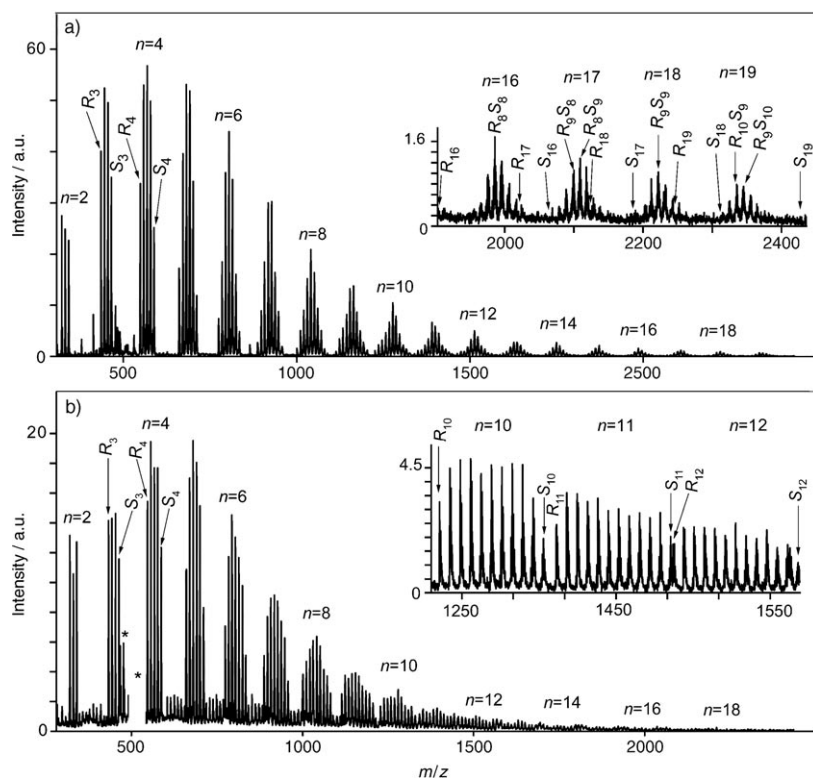 a)
60
Intensity / a.u.
0
n=2
R₃
S₃
R₄
n=4
S₄
n=6
n=8
n=10
n=12
n=14
n=16
n=18
500
1000
1500
2000
2500
1.6
0
n=16
n=17
n=18
n=19
R₁₆
R₈S₈
R₁₇
S₁₆
R₉S₈
R₈S₉
R₁₈
S₁₇
R₉S₉
R₁₉
S₁₈
R₁₀S₉
R₉S₁₀
S₁₉
2000
2100
2200
2300
2400
b)
20
Intensity / a.u.
0
n=2
R₃
S₃
*
*
R₄
n=4
S₄
n=6
n=8
n=10
n=12
n=14
n=16
n=18
500
1000
1500
2000
m/z
4.5
0
R₁₀
n=10
n=11
n=12
S₁₀
R₁₁
S₁₁
R₁₂
S₁₂
1250
1450
1550